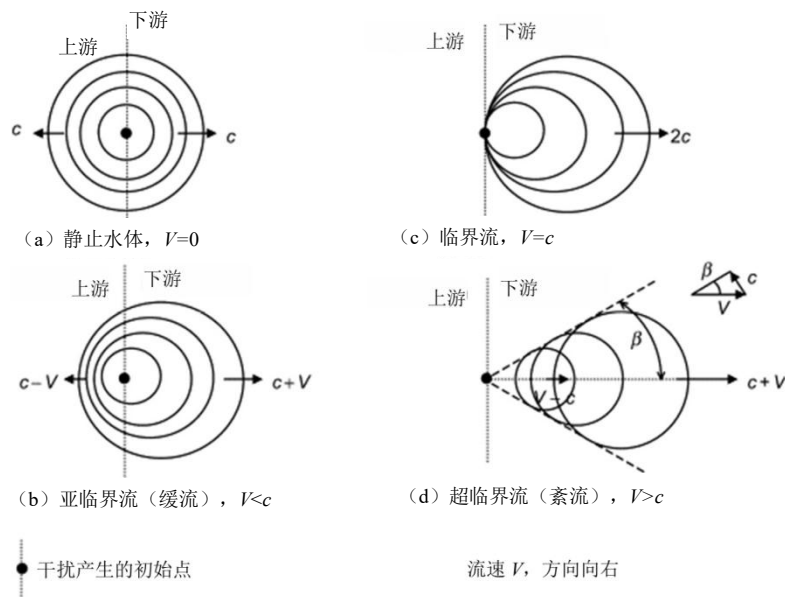 下游
上游
c
c
（a）静止水体，V=0
上游
下游
2c
（c）临界流，V=c
上游
下游
c−V
c+V
（b）亚临界流（缓流），V<c
上游
下游
β
c
V
β
V−c
c+V
（d）超临界流（紊流），V>c
干扰产生的初始点
流速 V，方向向右